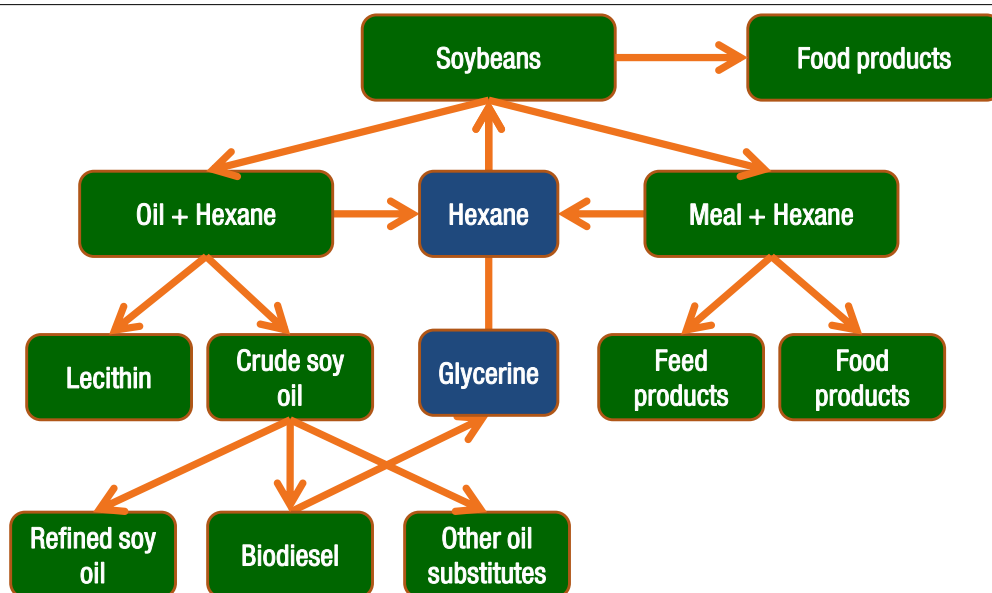 Soybeans
Food products
Oil + Hexane
Hexane
Meal + Hexane
Lecithin
Crude soy
oil
Glycerine
Feed
products
Food
products
Refined soy
oil
Biodiesel
Other oil
substitutes